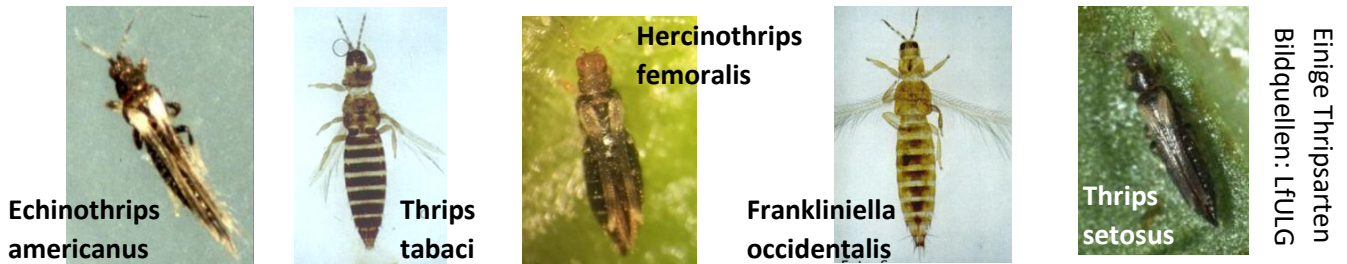 Echinothrips
americanus
Thrips
tabaci
Hercinothrips
femoralis
Frankliniella
occidentalis
Thrips
setosus
Einige Thripsarten
Bildquellen: LfULG